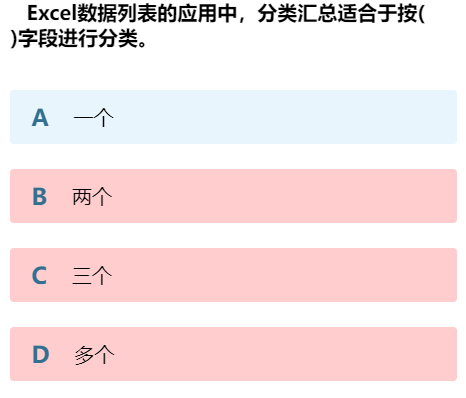 Excel数据列表的应用中，分类汇总适合于按(
)字段进行分类。
A 一个
B 两个
C 三个
D 多个